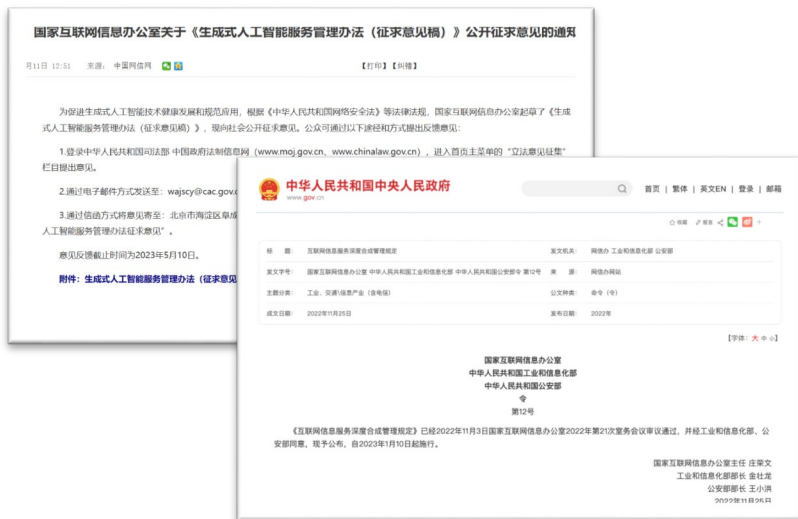 国家互联网信息办公室关于《生成式人工智能服务管理办法（征求意见稿）》公开征求意见的通知
月11日 12:51 来源： 中国网信网 【打印】【纠错】
为促进生成式人工智能技术健康发展和规范应用，根据《中华人民共和国网络安全法》等法律法规，国家互联网信息办公室起草了《生成
式人工智能服务管理办法（征求意见稿）》，现向社会公开征求意见。公众可通过以下途径和方式提出反馈意见：
1.登录中华人民共和国司法部 中国政府法制信息网（www.moj.gov.cn、www.chinalaw.gov.cn），进入首页主菜单的“立法意见征集”
栏目提出意见。
2.通过电子邮件方式发送至：wajscy@cac.gov.c
3.通过信函方式将意见寄至：北京市海淀区阜成
人工智能服务管理办法征求意见”。
意见反馈截止时间为2023年5月10日。
附件：生成式人工智能服务管理办法（征求意见
中华人民共和国中央人民政府
www.gov.cn
首页 | 繁体 | 英文EN | 登录 | 邮箱
收藏 留言
标 题： 互联网信息服务深度合成管理规定 发文机关： 网信办 工业和信息化部 公安部
发文字号： 国家互联网信息办公室 中华人民共和国工业和信息化部 中华人民共和国公安部令 第12号 来 源： 网信办网站
主题分类： 工业、交通\信息产业（含电信） 公文种类： 命令（令）
成文日期： 2022年11月25日 发布日期： 2022年
【字体：大 中 小】
国家互联网信息办公室
中华人民共和国工业和信息化部
中华人民共和国公安部
令
第12号
《互联网信息服务深度合成管理规定》已经2022年11月3日国家互联网信息办公室2022年第21次室务会议审议通过，并经工业和信息化部、公
安部同意，现予公布，自2023年1月10日起施行。
国家互联网信息办公室主任 庄荣文
工业和信息化部部长 金壮龙
公安部部长 王小洪
2022年11月25日